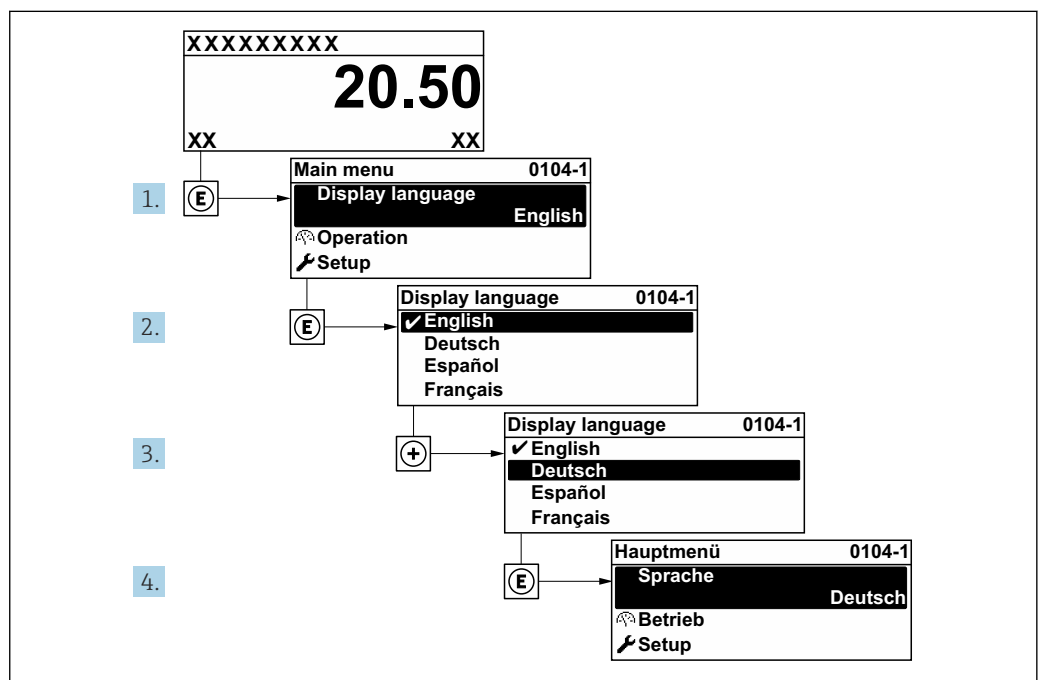 XXXXXXXXX
20.50
XX XX
1.
E
Main menu 0104-1
Display language
English
Operation
Setup
2.
E
Display language 0104-1
✔ English
Deutsch
Español
Français
3.
+
Display language 0104-1
✔ English
Deutsch
Español
Français
4.
E
Hauptmenü 0104-1
Sprache
Deutsch
Betrieb
Setup